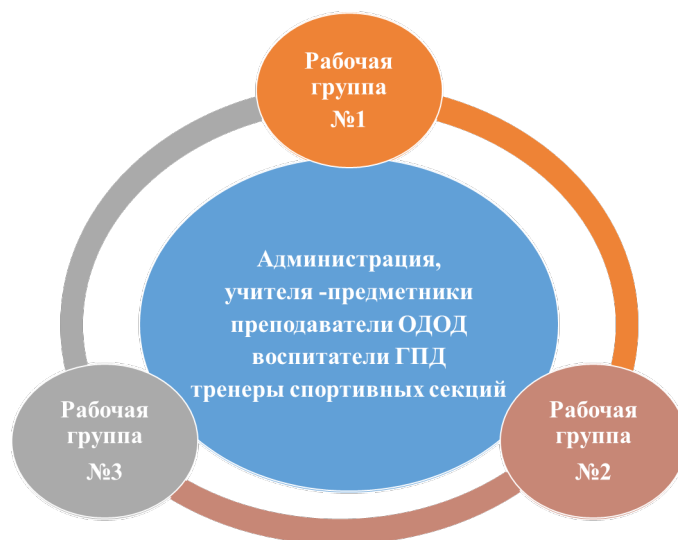 Рабочая
группа
№1
Администрация,
учителя -предметники
преподаватели ОДОД
воспитатели ГПД
тренеры спортивных секций
Рабочая
группа
№3
Рабочая
группа
№2